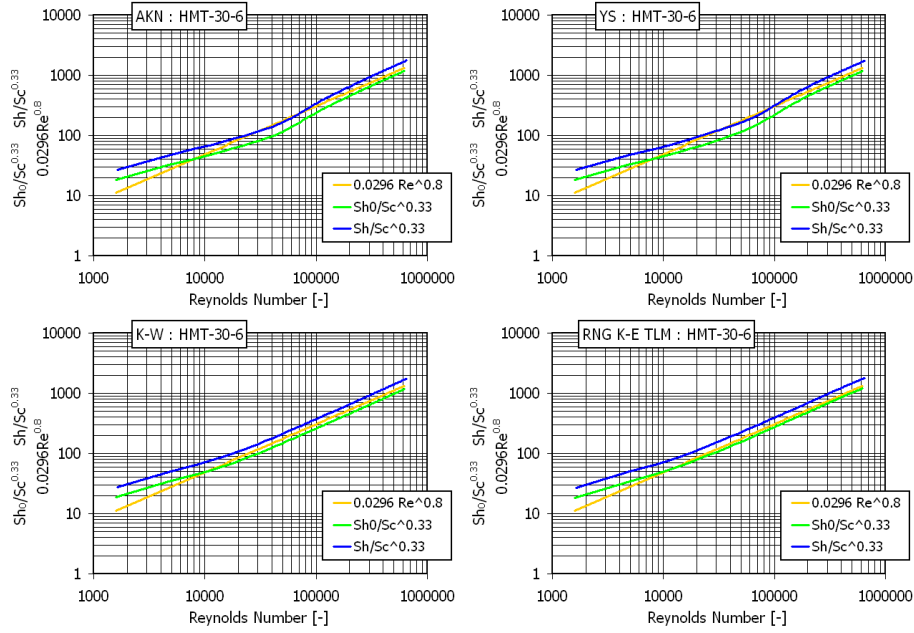 AKN : HMT-30-6
10000
1000
100
10
1
Sh₀/Sc^0.33 Sh/Sc^0.33
0.0296Re^0.8
0.0296 Re^0.8
Sh0/Sc^0.33
Sh/Sc^0.33
1000 10000 100000 1000000
Reynolds Number [-]
YS : HMT-30-6
10000
1000
100
10
1
Sh₀/Sc^0.33 Sh/Sc^0.33
0.0296Re^0.8
0.0296 Re^0.8
Sh0/Sc^0.33
Sh/Sc^0.33
1000 10000 100000 1000000
Reynolds Number [-]
K-W : HMT-30-6
10000
1000
100
10
1
Sh₀/Sc^0.33 Sh/Sc^0.33
0.0296Re^0.8
0.0296 Re^0.8
Sh0/Sc^0.33
Sh/Sc^0.33
1000 10000 100000 1000000
Reynolds Number [-]
RNG K-E TLM : HMT-30-6
10000
1000
100
10
1
Sh₀/Sc^0.33 Sh/Sc^0.33
0.0296Re^0.8
0.0296 Re^0.8
Sh0/Sc^0.33
Sh/Sc^0.33
1000 10000 100000 1000000
Reynolds Number [-]